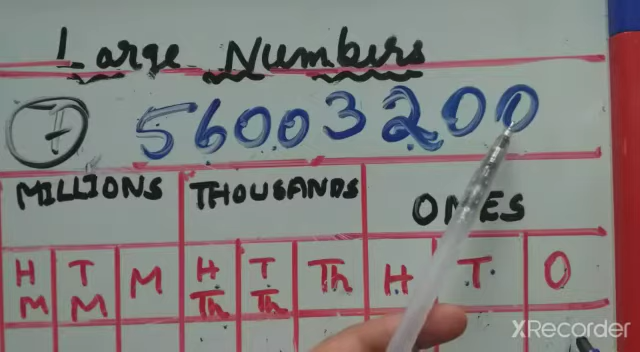 Large Numbers
7 56003200
MILLIONS THOUSANDS ONES
H M T M M H Th T Th Th H T O
XRecorder